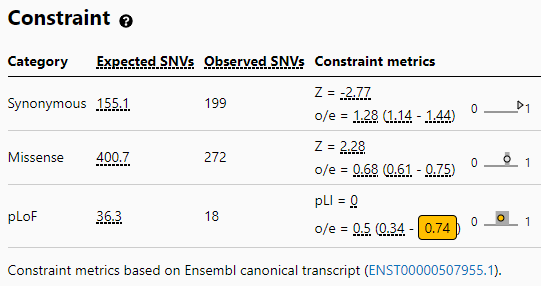 Constraint ?
Category Expected SNVs Observed SNVs Constraint metrics
Synonymous 155.1 199 Z = -2.77
o/e = 1.28 (1.14 - 1.44) 0 1
Missense 400.7 272 Z = 2.28
o/e = 0.68 (0.61 - 0.75) 0 1
pLoF 36.3 18 pLI = 0
o/e = 0.5 (0.34 - 0.74) 0 1
Constraint metrics based on Ensembl canonical transcript (ENST00000507955.1).